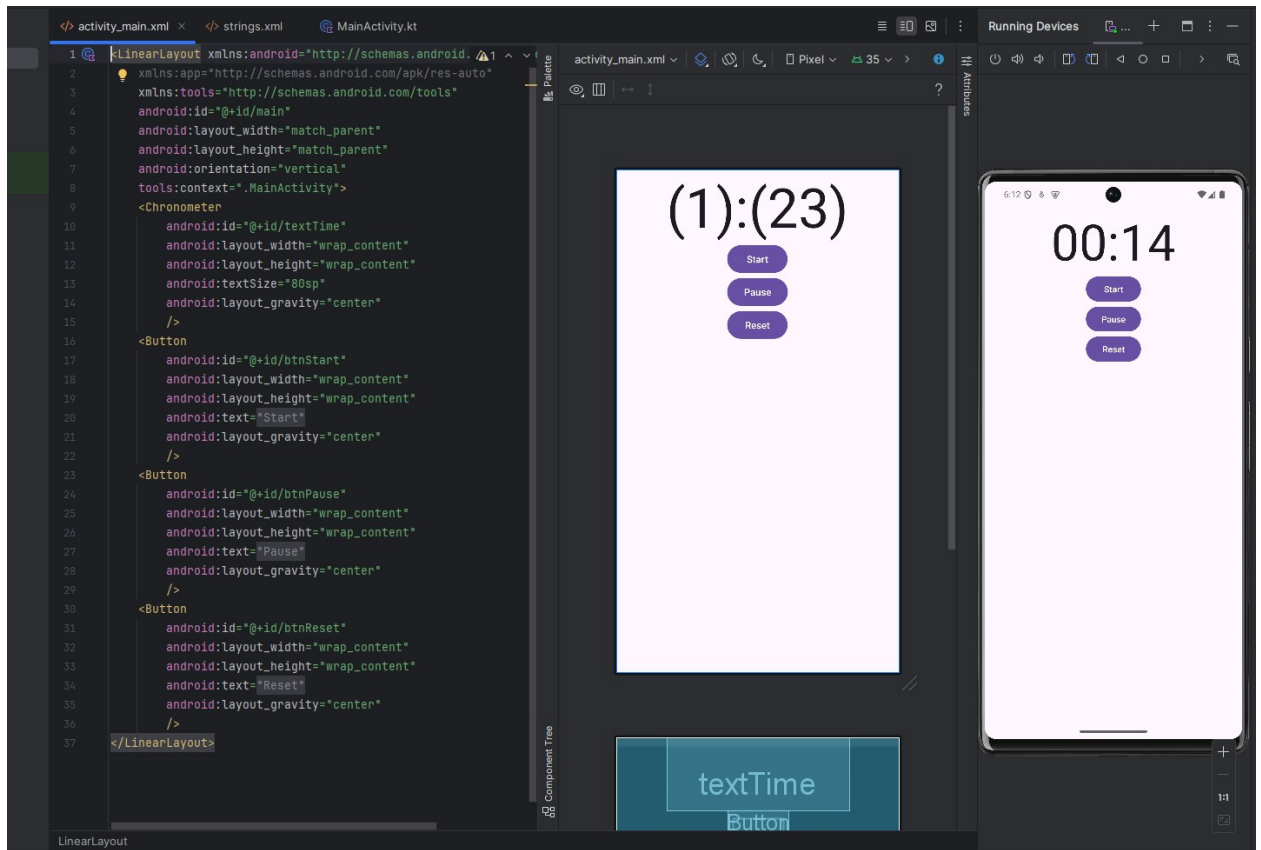 activity_main.xml
strings.xml
MainActivity.kt
Running Devices
...
1 <LinearLayout xmlns:android="http://schemas.android. 1
2 xmlns:app="http://schemas.android.com/apk/res-auto"
3 xmlns:tools="http://schemas.android.com/tools"
4 android:id="@+id/main"
5 android:layout_width="match_parent"
6 android:layout_height="match_parent"
7 android:orientation="vertical"
8 tools:context=".MainActivity">
9 <Chronometer
10 android:id="@+id/textTime"
11 android:layout_width="wrap_content"
12 android:layout_height="wrap_content"
13 android:textSize="80sp"
14 android:layout_gravity="center"
15 />
16 <Button
17 android:id="@+id/btnStart"
18 android:layout_width="wrap_content"
19 android:layout_height="wrap_content"
20 android:text="Start"
21 android:layout_gravity="center"
22 />
23 <Button
24 android:id="@+id/btnPause"
25 android:layout_width="wrap_content"
26 android:layout_height="wrap_content"
27 android:text="Pause"
28 android:layout_gravity="center"
29 />
30 <Button
31 android:id="@+id/btnReset"
32 android:layout_width="wrap_content"
33 android:layout_height="wrap_content"
34 android:text="Reset"
35 android:layout_gravity="center"
36 />
37 </LinearLayout>
LinearLayout
Palette
Component Tree
activity_main.xml
Pixel
35
?
Attributes
(1):(23)
Start
Pause
Reset
textTime
Button
6:12
00:14
Start
Pause
Reset
1:1